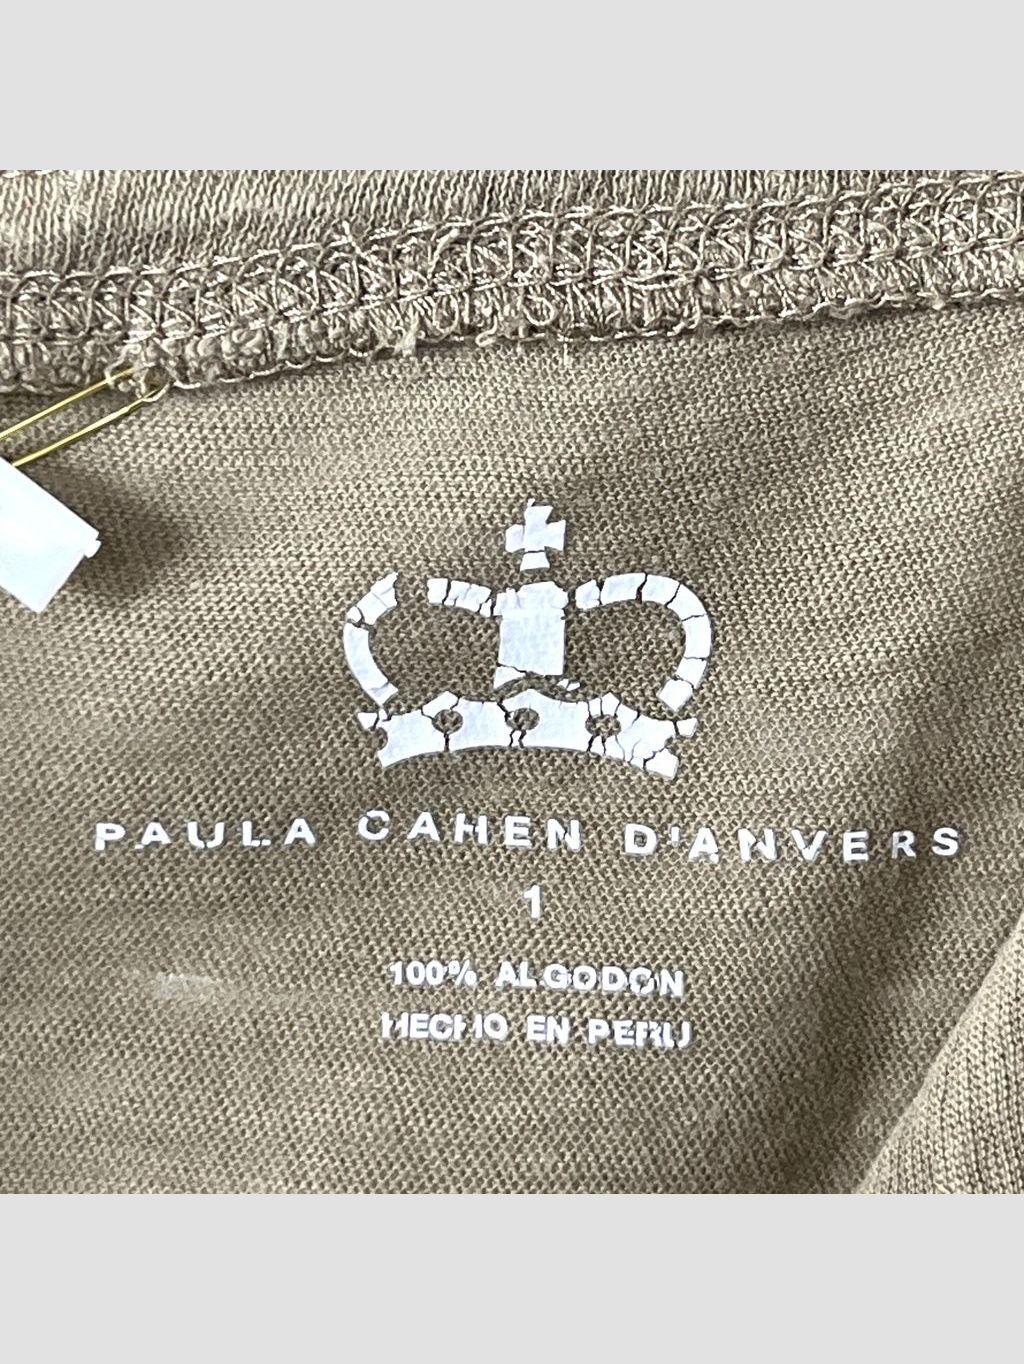 PAULA CAHEN D'ANVERS
1
100% ALGODON
HECHO EN PERU